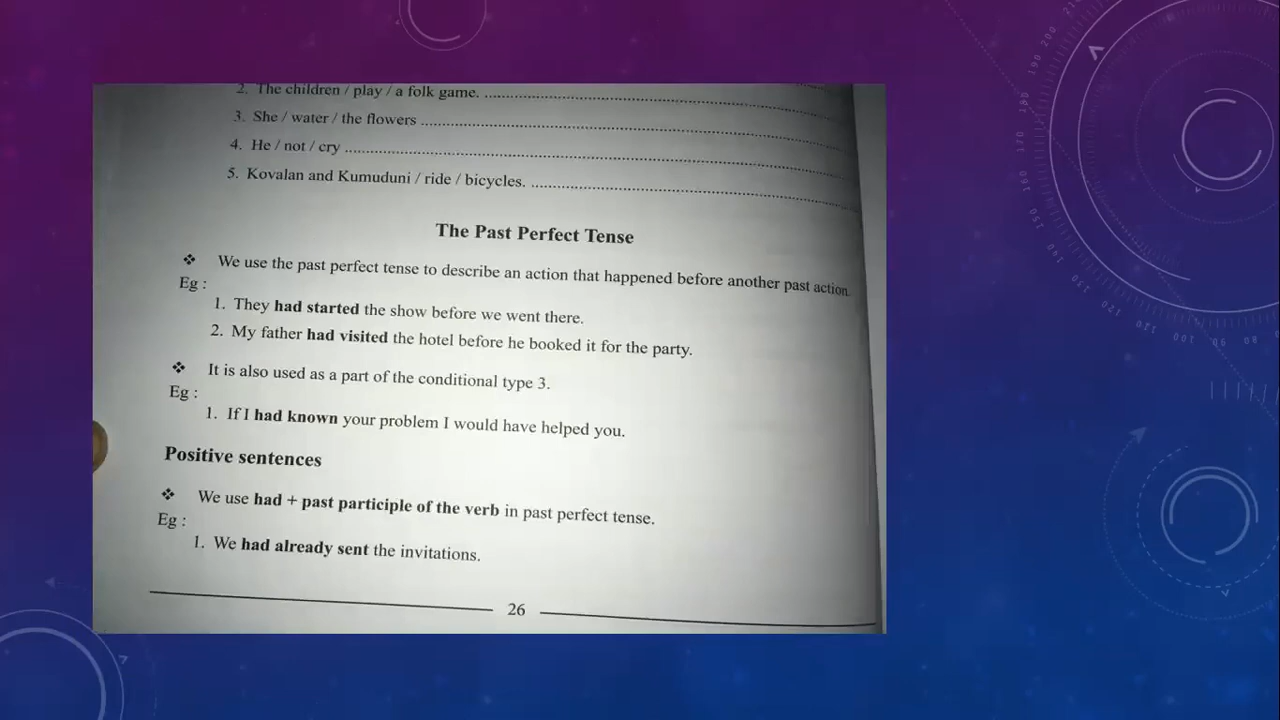 2. The children / play / a folk game. ..........................................................
3. She / water / the flowers ..........................................................
4. He / not / cry ..........................................................
5. Kovalan and Kumuduni / ride / bicycles. ..........................................................
The Past Perfect Tense
❖ We use the past perfect tense to describe an action that happened before another past action.
Eg :
1. They had started the show before we went there.
2. My father had visited the hotel before he booked it for the party.
❖ It is also used as a part of the conditional type 3.
Eg :
1. If I had known your problem I would have helped you.
Positive sentences
❖ We use had + past participle of the verb in past perfect tense.
Eg :
1. We had already sent the invitations.
26